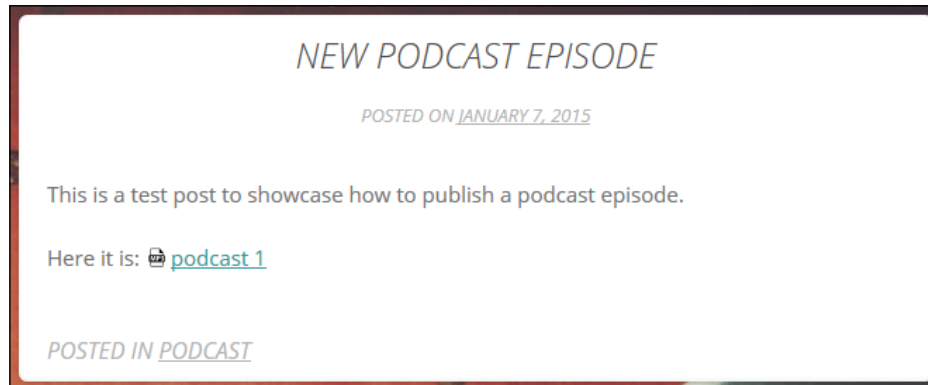 NEW PODCAST EPISODE
POSTED ON JANUARY 7, 2015
This is a test post to showcase how to publish a podcast episode.
Here it is: podcast 1
POSTED IN PODCAST